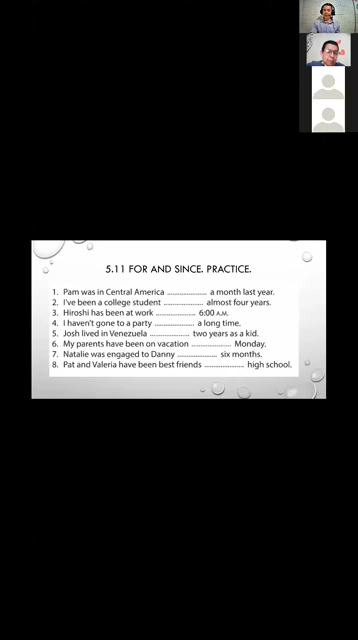 5.11 FOR AND SINCE. PRACTICE.
1. Pam was in Central America ........................ a month last year.
2. I've been a college student ........................ almost four years.
3. Hiroshi has been at work ........................ 6:00 A.M.
4. I haven't gone to a party ........................ a long time.
5. Josh lived in Venezuela ........................ two years as a kid.
6. My parents have been on vacation ........................ Monday.
7. Natalie was engaged to Danny ........................ six months.
8. Pat and Valeria have been best friends ........................ high school.